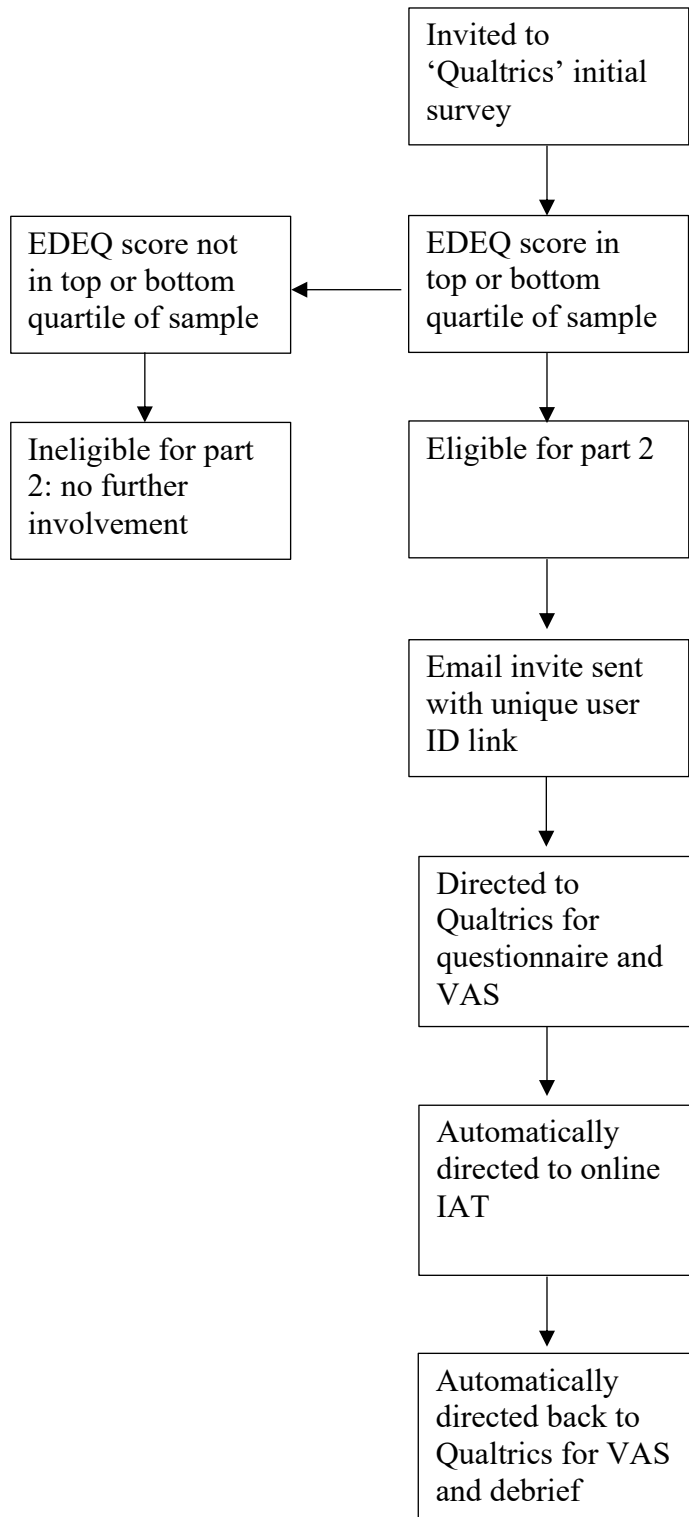 Invited to
‘Qualtrics’ initial
survey
EDEQ score not
in top or bottom
quartile of sample
EDEQ score in
top or bottom
quartile of sample
Ineligible for part
2: no further
involvement
Eligible for part 2
Email invite sent
with unique user
ID link
Directed to
Qualtrics for
questionnaire and
VAS
Automatically
directed to online
IAT
Automatically
directed back to
Qualtrics for VAS
and debrief